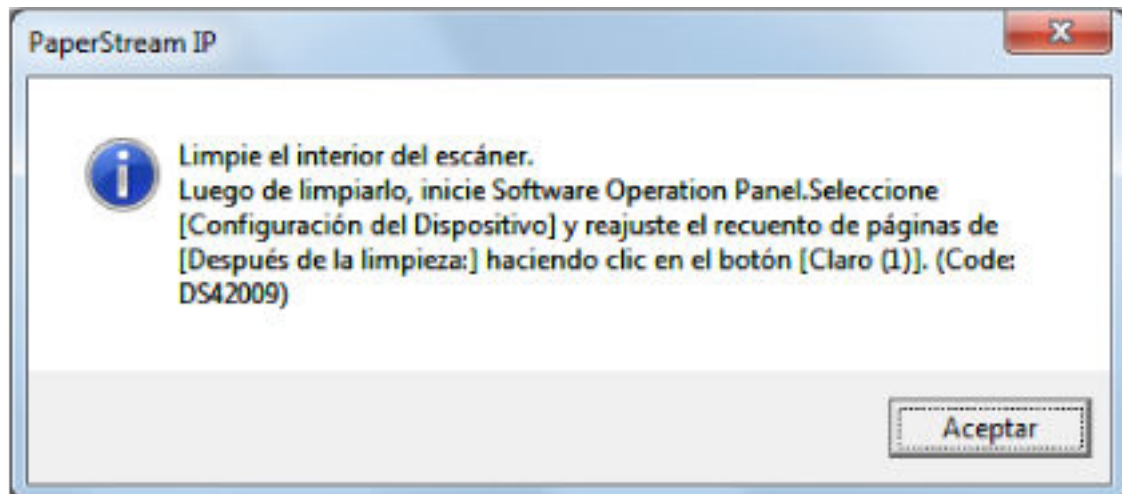 PaperStream IP
Limpie el interior del escáner.
Luego de limpiarlo, inicie Software Operation Panel.Seleccione
[Configuración del Dispositivo] y reajuste el recuento de páginas de
[Después de la limpieza:] haciendo clic en el botón [Claro (1)]. (Code:
DS42009)
Aceptar